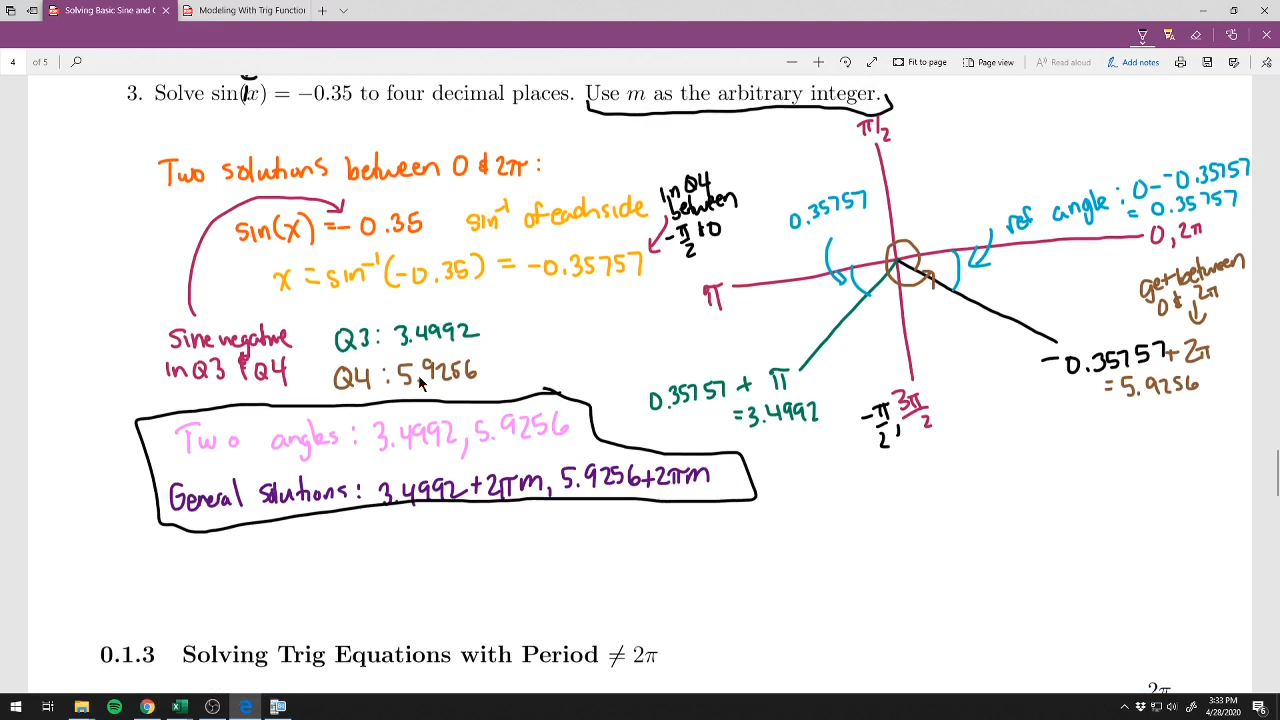 Solving Basic Sine and C
Modeling With Trig Function
4 of 5
Fit to page
Page view
Read aloud
Add notes
3. Solve sin(x) = −0.35 to four decimal places. Use m as the arbitrary integer.
π/2
Two solutions between 0 & 2π:
sin(x) = -0.35 sin⁻¹ of each side
x = sin⁻¹(-0.35) = -0.35757
In Q4
between
-π/2 & 0
0.35757
ref angle: 0--0.35757
= 0.35757
0, 2π
π
get between
0 & 2π
Sine negative
in Q3 & Q4
Q3: 3.4992
Q4: 5.9256
-0.35757+2π
= 5.9256
0.35757 + π
=3.4992
-π/2, 3π/2
Two angles: 3.4992, 5.9256
General solutions: 3.4992+2πm, 5.9256+2πm
0.1.3 Solving Trig Equations with Period ≠ 2π
2π
3:33 PM
4/28/2020